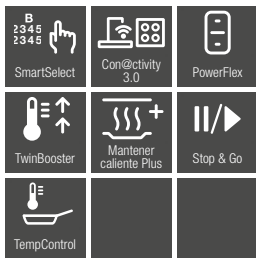 B
2345
2345
SmartSelect
Con@ctivity
3.0
PowerFlex
TwinBooster
Mantener
caliente Plus
Stop & Go
TempControl